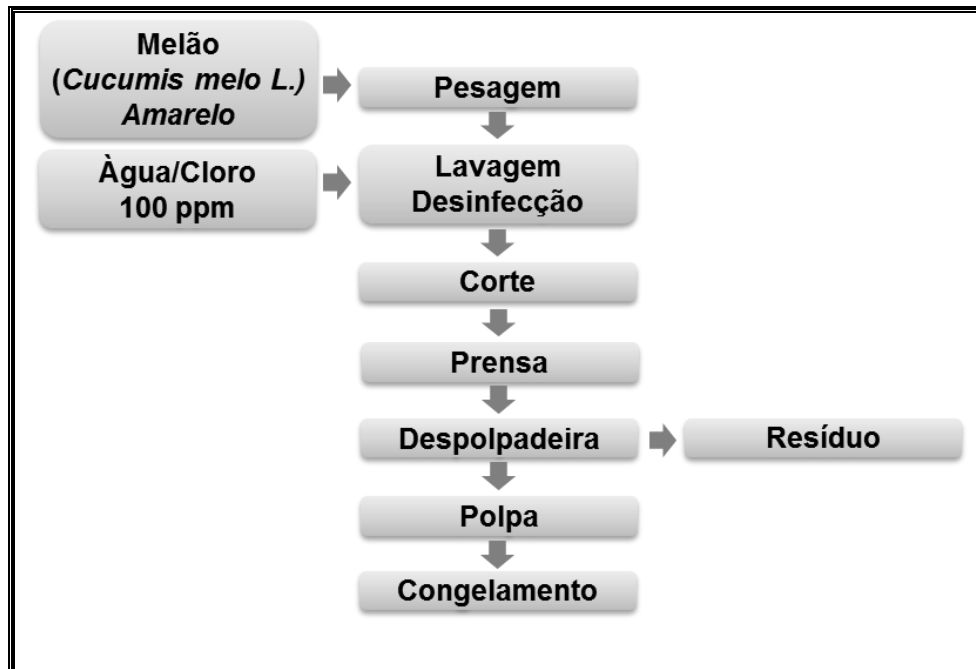 Melão
(Cucumis melo L.)
Amarelo
Pesagem
Àgua/Cloro
100 ppm
Lavagem
Desinfecção
Corte
Prensa
Despolpadeira
Resíduo
Polpa
Congelamento